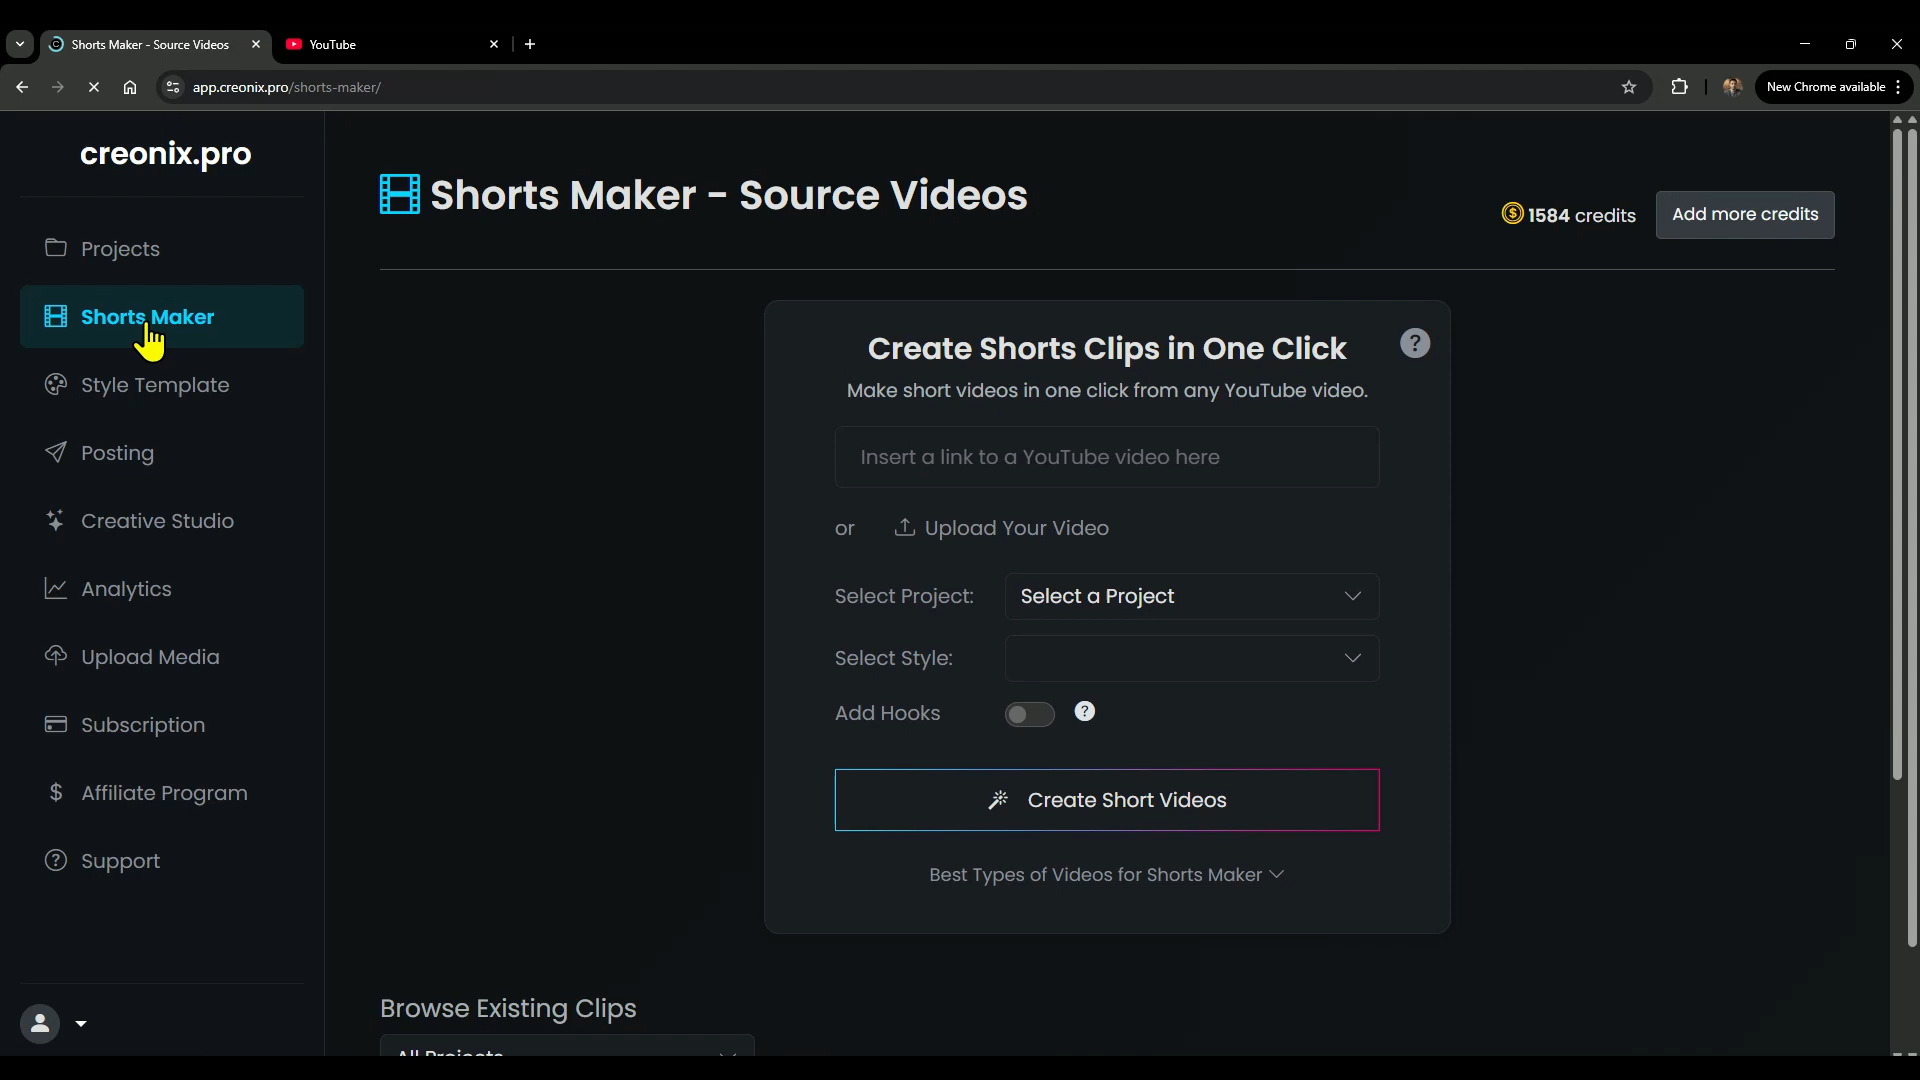 Shorts Maker - Source Videos
YouTube
app.creonix.pro/shorts-maker/
New Chrome available
creonix.pro
Projects
Shorts Maker
Style Template
Posting
Creative Studio
Analytics
Upload Media
Subscription
$ Affiliate Program
? Support
Shorts Maker - Source Videos
$ 1584 credits
Add more credits
Create Shorts Clips in One Click
?
Make short videos in one click from any YouTube video.
Insert a link to a YouTube video here
or
Upload Your Video
Select Project:
Select a Project
Select Style:
Add Hooks
?
Create Short Videos
Best Types of Videos for Shorts Maker
Browse Existing Clips
All Projects